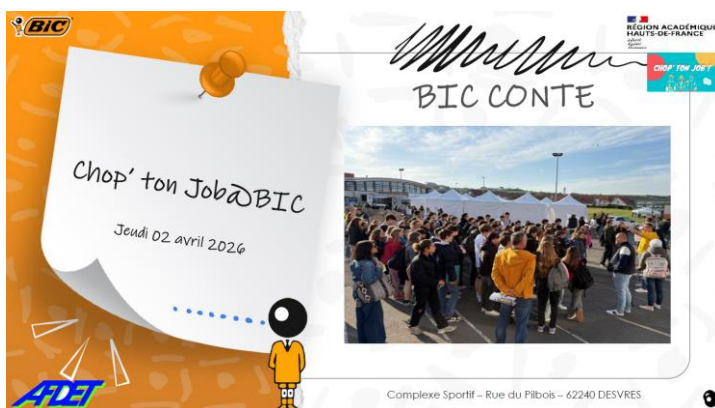 BIC
Chop' ton Job@BIC
Jeudi 02 avril 2026
AFDET
RÉGION ACADÉMIQUE
HAUTS-DE-FRANCE
CHOP' TON JOB !
BIC CONTE
Complexe Sportif – Rue du Pilbois – 62240 DESVRES